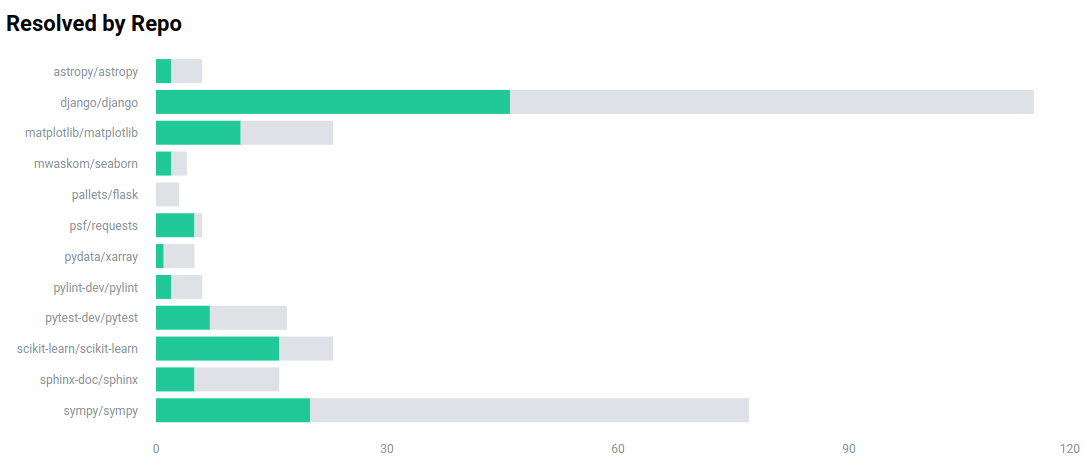 Resolved by Repo
astropy/astropy
django/django
matplotlib/matplotlib
mwaskom/seaborn
pallets/flask
psf/requests
pydata/xarray
pylint-dev/pylint
pytest-dev/pytest
scikit-learn/scikit-learn
sphinx-doc/sphinx
sympy/sympy
0 30 60 90 120